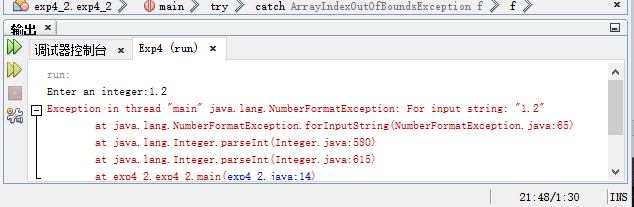 exp4_2.exp4_2 main try catch ArrayIndexOutOfBoundsException f f
输出
调试器控制台 × Exp4 (run) ×
run:
Enter an integer:1.2
Exception in thread "main" java.lang.NumberFormatException: For input string: "1.2"
at java.lang.NumberFormatException.forInputString(NumberFormatException.java:65)
at java.lang.Integer.parseInt(Integer.java:580)
at java.lang.Integer.parseInt(Integer.java:615)
at exp4_2.exp4_2.main(exp4_2.java:14)
21:48/1:30 INS